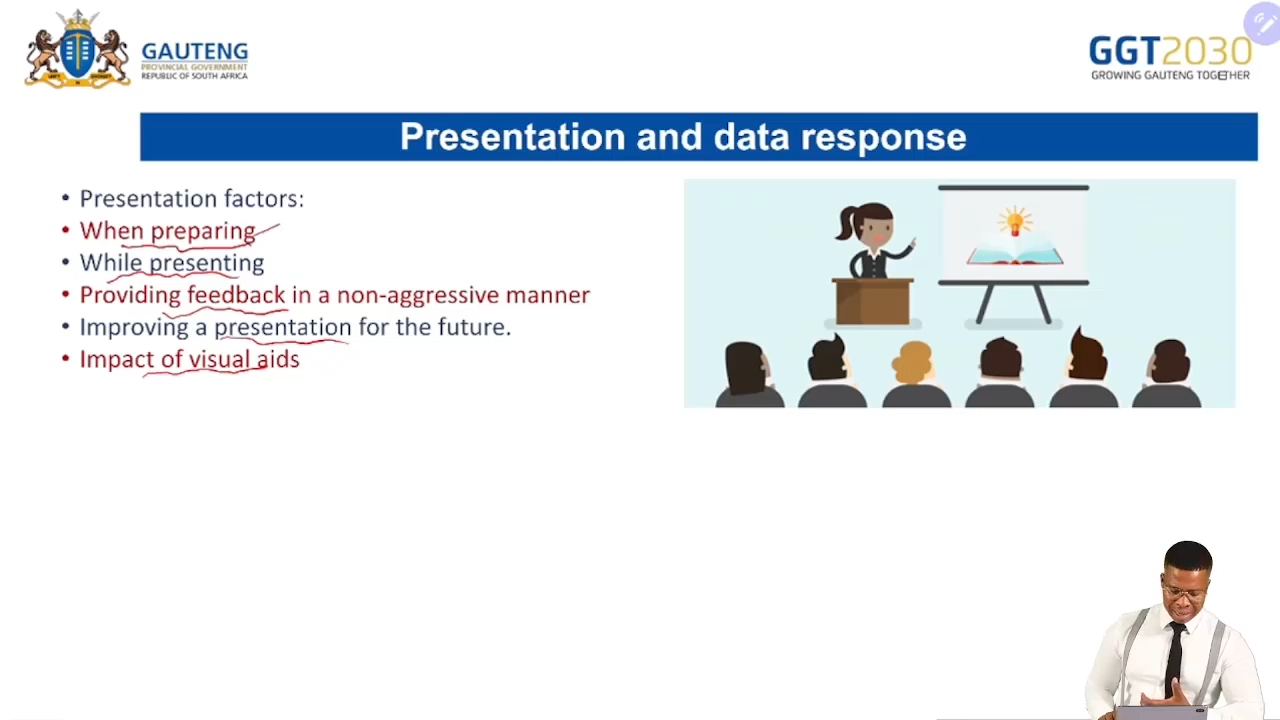 GAUTENG
PROVINCIAL GOVERNMENT
REPUBLIC OF SOUTH AFRICA
GGT2030
GROWING GAUTENG TOGETHER
Presentation and data response
• Presentation factors:
• When preparing
• While presenting
• Providing feedback in a non-aggressive manner
• Improving a presentation for the future.
• Impact of visual aids